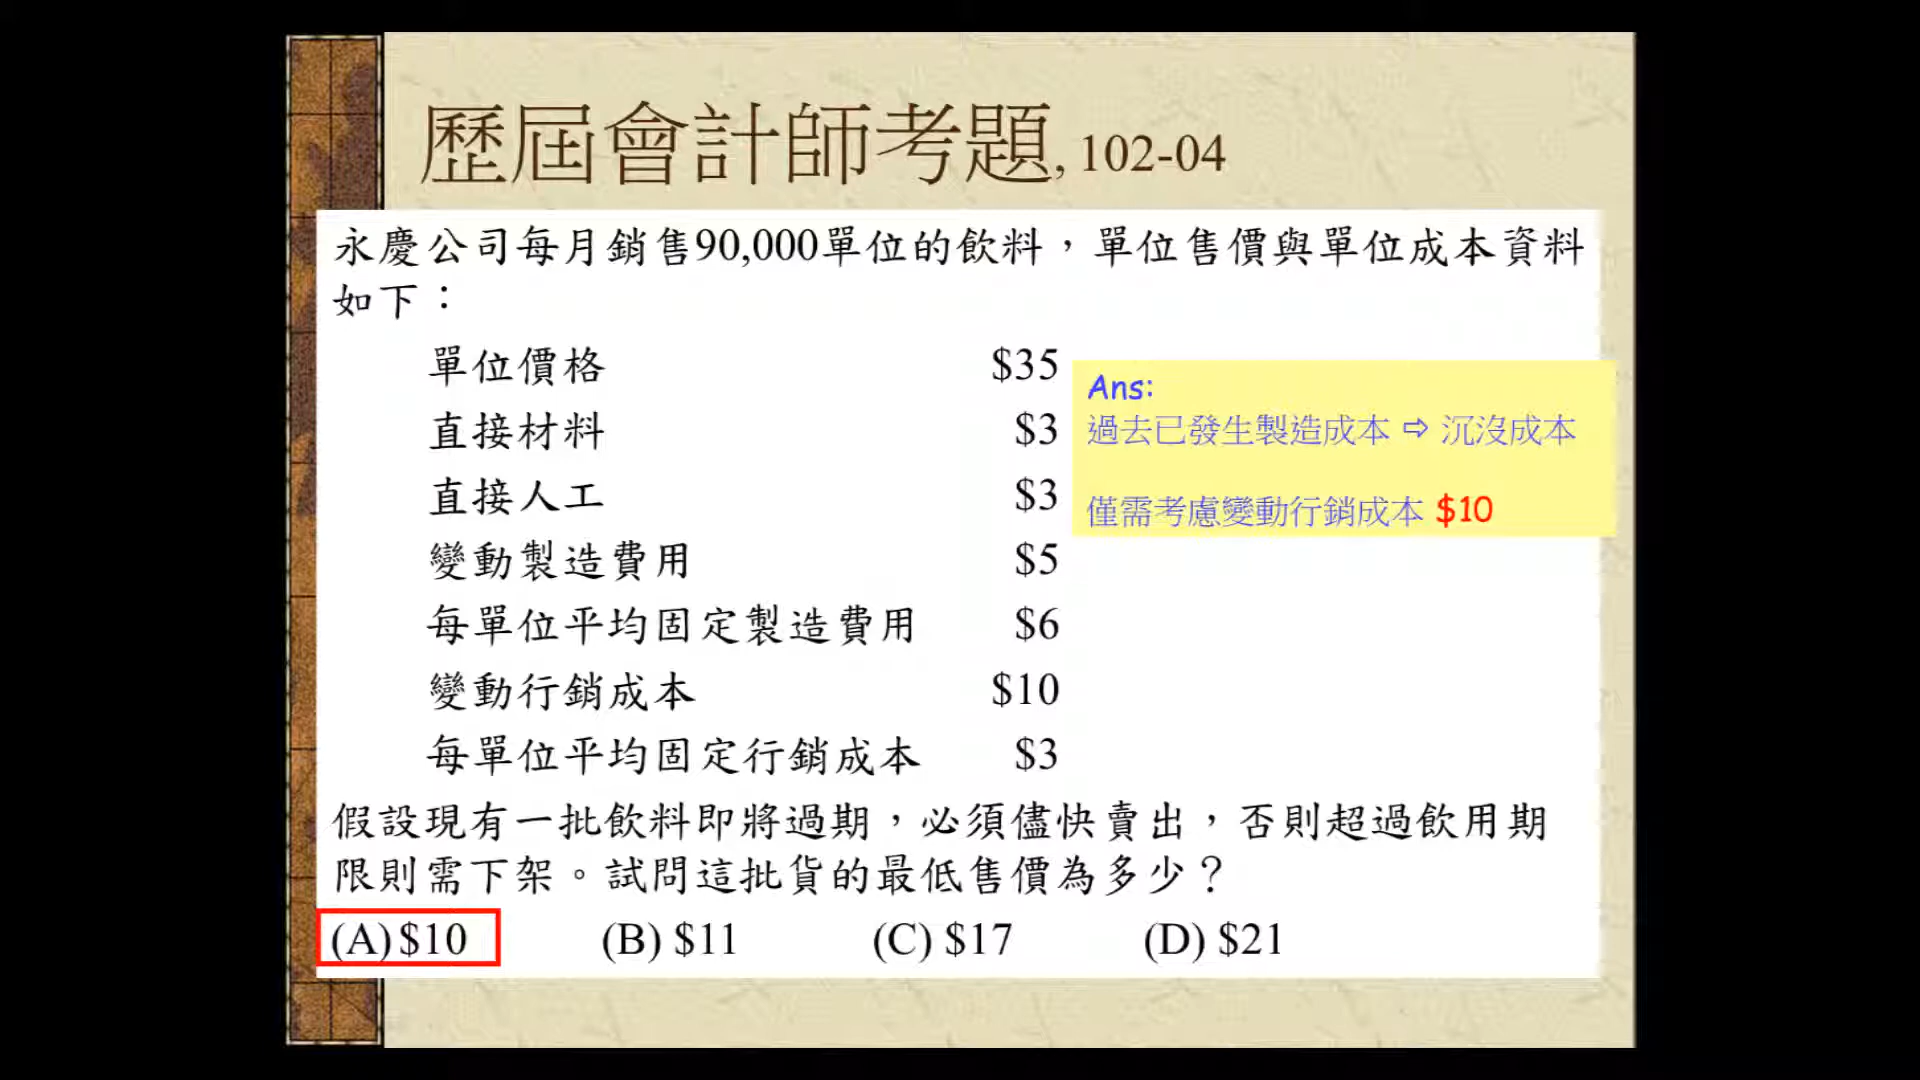 歷屆會計師考題, 102-04
永慶公司每月銷售90,000單位的飲料，單位售價與單位成本資料
如下：
單位價格 $35
直接材料 $3
直接人工 $3
變動製造費用 $5
每單位平均固定製造費用 $6
變動行銷成本 $10
每單位平均固定行銷成本 $3
Ans:
過去已發生製造成本 ⇨ 沉沒成本
僅需考慮變動行銷成本 $10
假設現有一批飲料即將過期，必須儘快賣出，否則超過飲用期
限則需下架。試問這批貨的最低售價為多少？
(A) $10 (B) $11 (C) $17 (D) $21